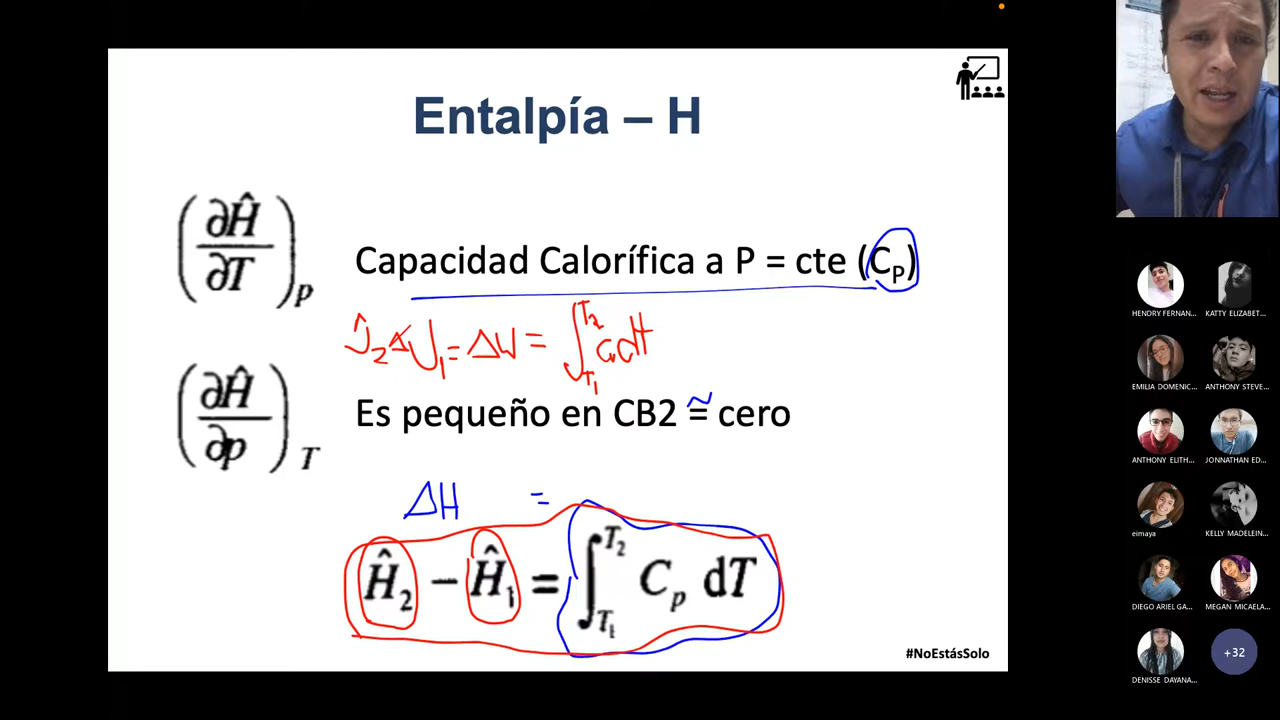 Entalpía – H
(∂Ĥ/∂T)p
Capacidad Calorífica a P = cte (CP)
Û2 - Û1 = ΔU = ∫T1T2 Cv dT
(∂Ĥ/∂p)T
Es pequeño en CB2 ≅ cero
ΔH =
Ĥ2 − Ĥ1 = ∫T1T2 Cp dT
#NoEstásSolo
HENDRY FERNAN...
KATTY ELIZABET...
EMILIA DOMENIC...
ANTHONY STEVE...
ANTHONY ELITH...
JONNATHAN ED...
eimaya
KELLY MADELEIN...
DIEGO ARIEL GA...
MEGAN MICAELA...
DENISSE DAYANA...
+32